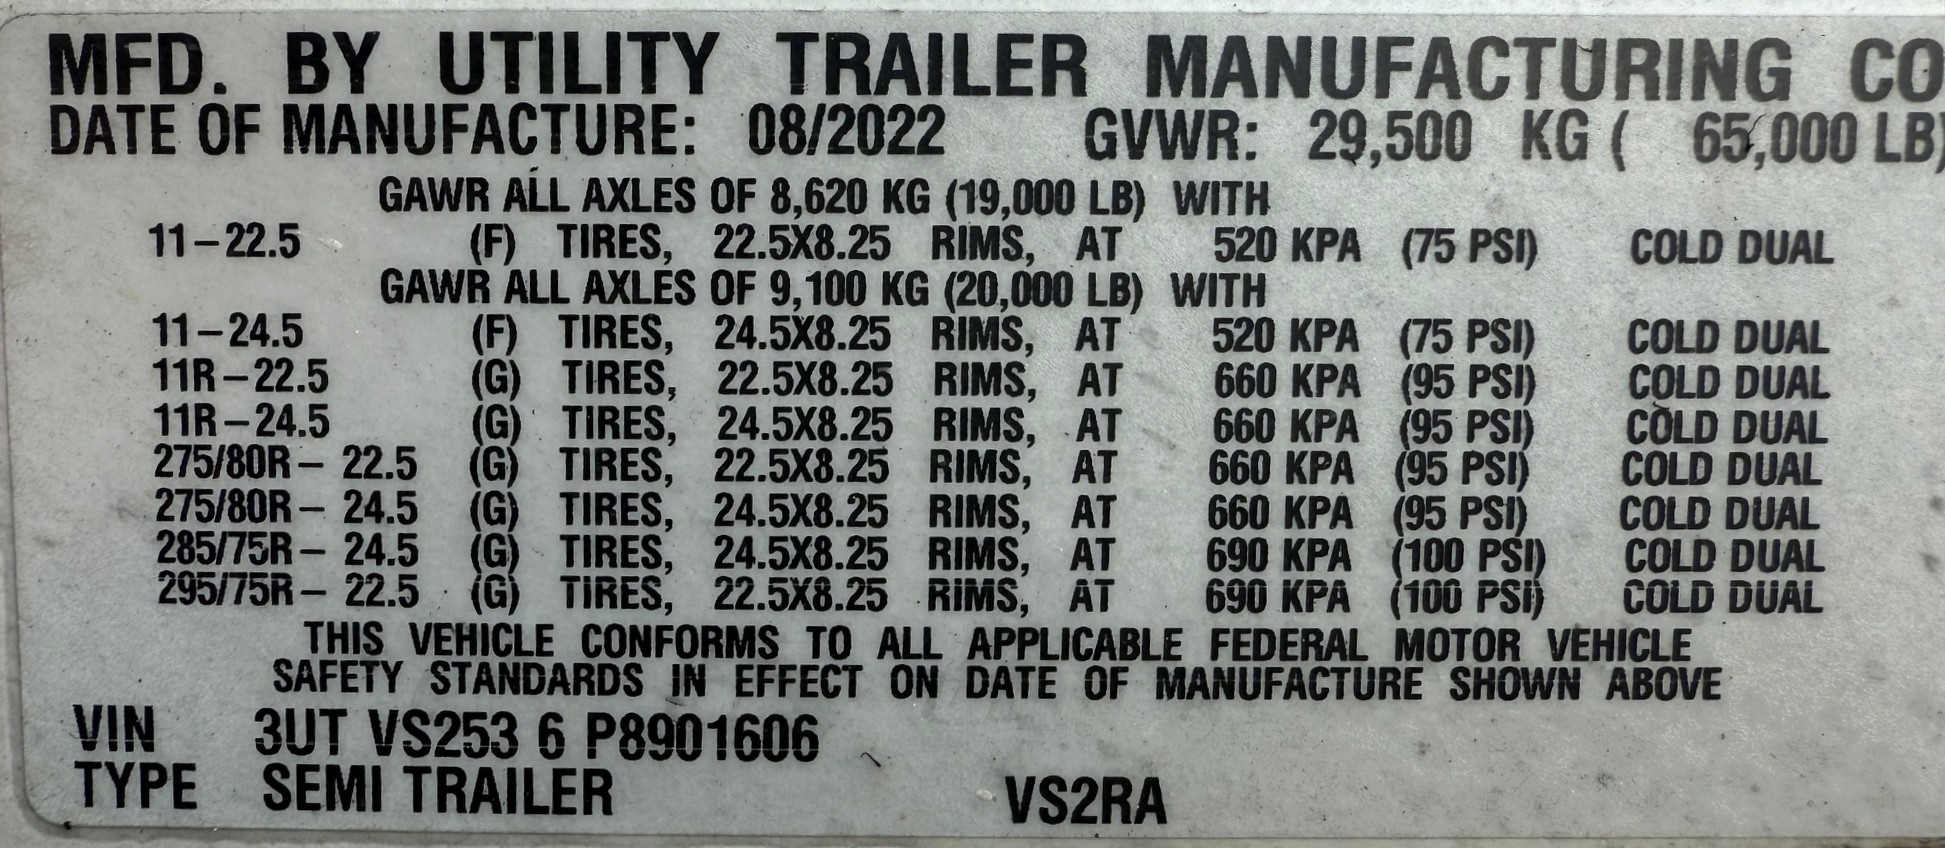 MFD. BY UTILITY TRAILER MANUFACTURING CO
DATE OF MANUFACTURE: 08/2022 GVWR: 29,500 KG ( 65,000 LB)
GAWR ALL AXLES OF 8,620 KG (19,000 LB) WITH
11-22.5 (F) TIRES, 22.5X8.25 RIMS, AT 520 KPA (75 PSI) COLD DUAL
GAWR ALL AXLES OF 9,100 KG (20,000 LB) WITH
11-24.5 (F) TIRES, 24.5X8.25 RIMS, AT 520 KPA (75 PSI) COLD DUAL
11R-22.5 (G) TIRES, 22.5X8.25 RIMS, AT 660 KPA (95 PSI) COLD DUAL
11R-24.5 (G) TIRES, 24.5X8.25 RIMS, AT 660 KPA (95 PSI) COLD DUAL
275/80R- 22.5 (G) TIRES, 22.5X8.25 RIMS, AT 660 KPA (95 PSI) COLD DUAL
275/80R- 24.5 (G) TIRES, 24.5X8.25 RIMS, AT 660 KPA (95 PSI) COLD DUAL
285/75R- 24.5 (G) TIRES, 24.5X8.25 RIMS, AT 690 KPA (100 PSI) COLD DUAL
295/75R- 22.5 (G) TIRES, 22.5X8.25 RIMS, AT 690 KPA (100 PSI) COLD DUAL
THIS VEHICLE CONFORMS TO ALL APPLICABLE FEDERAL MOTOR VEHICLE
SAFETY STANDARDS IN EFFECT ON DATE OF MANUFACTURE SHOWN ABOVE
VIN 3UT VS253 6 P8901606
TYPE SEMI TRAILER VS2RA